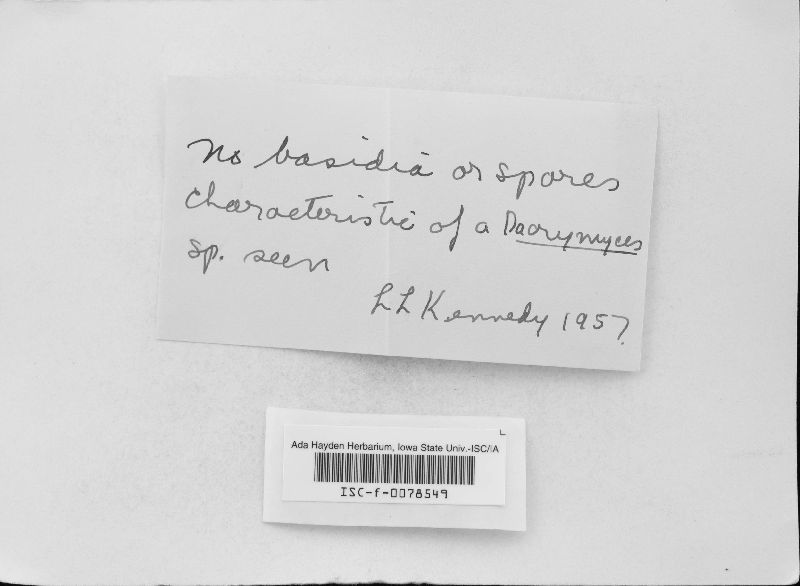 No basidia or spores
characteristic of a Dacrymyces
sp. seen
L L Kennedy 1957.
Ada Hayden Herbarium, Iowa State Univ.-ISC/IA
ISC-f-0078549